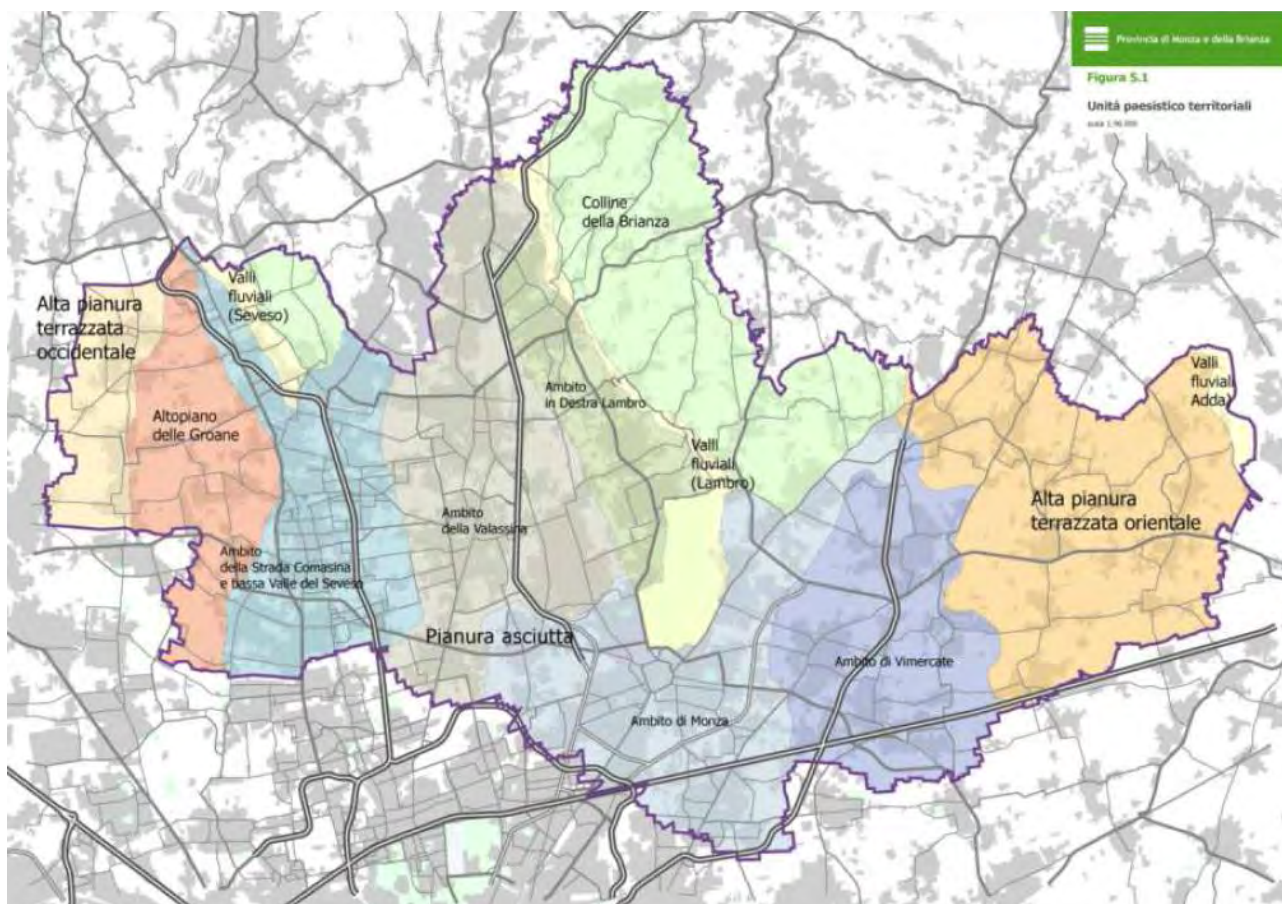 Provincia di Monza e della Brianza
Figura 5.1
Unità paesistico territoriali
Colline
della Brianza
Valli
fluviali
(Seveso)
Alta pianura
terrazzata
occidentale
Altopiano
delle Groane
Ambito
in Destra Lambro
Valli
fluviali
Adda)
Valli
fluviali
(Lambro)
Alta pianura
terrazzata orientale
Ambito
della Valassina
Ambito
della Strada Comasina
e bassa Valle del Seveso
Pianura asciutta
Ambito di Vimercate
Ambito di Monza